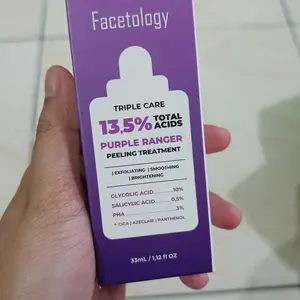 Facetology
TRIPLE CARE
13,5% TOTAL ACIDS
PURPLE RANGER
PEELING TREATMENT
| EXFOLIATING | SMOOTHING
| BRIGHTENING
GLYCOLIC ACID ........ 10%
SALICYLIC ACID ..... 0,5%
PHA ........ 3%
+ CICA | AZECLAIR | PANTHENOL
33mL / 1,12 fl OZ